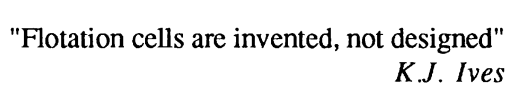 "Flotation cells are invented, not designed"
K.J. Ives